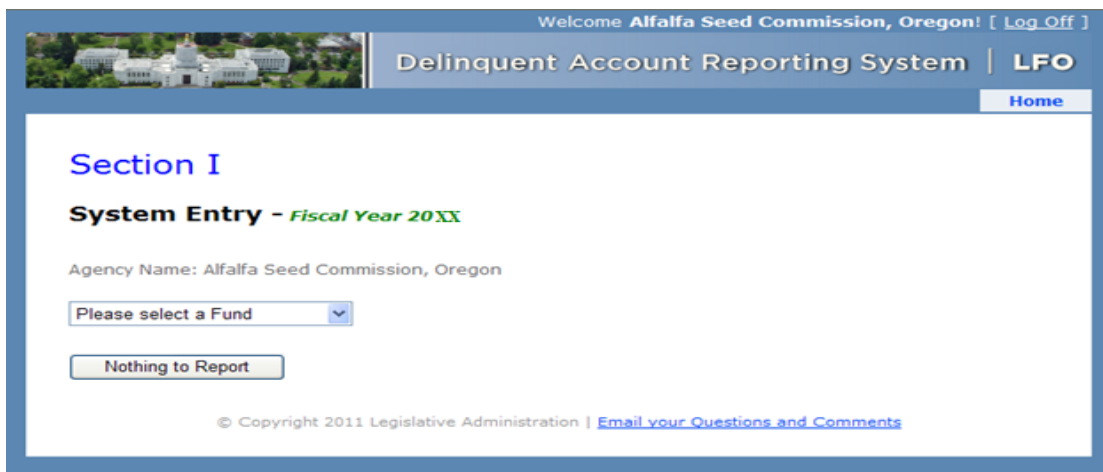 Welcome Alfalfa Seed Commission, Oregon! [ Log Off ]
Delinquent Account Reporting System | LFO
Home
Section I
System Entry - Fiscal Year 20XX
Agency Name: Alfalfa Seed Commission, Oregon
Please select a Fund
Nothing to Report
© Copyright 2011 Legislative Administration | Email your Questions and Comments